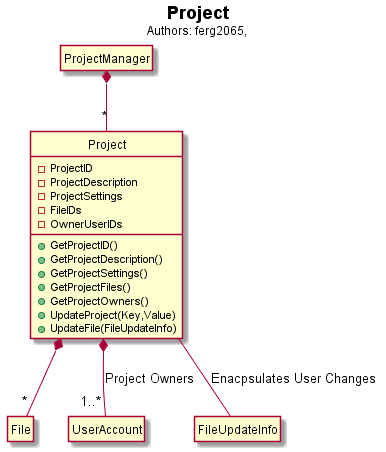 Project
Authors: ferg2065,
ProjectManager
*
Project
ProjectID
ProjectDescription
ProjectSettings
FileIDs
OwnerUserIDs
GetProjectID()
GetProjectDescription()
GetProjectSettings()
GetProjectFiles()
GetProjectOwners()
UpdateProject(Key,Value)
UpdateFile(FileUpdateInfo)
Project Owners
Enacpsulates User Changes
*
1..*
File
UserAccount
FileUpdateInfo